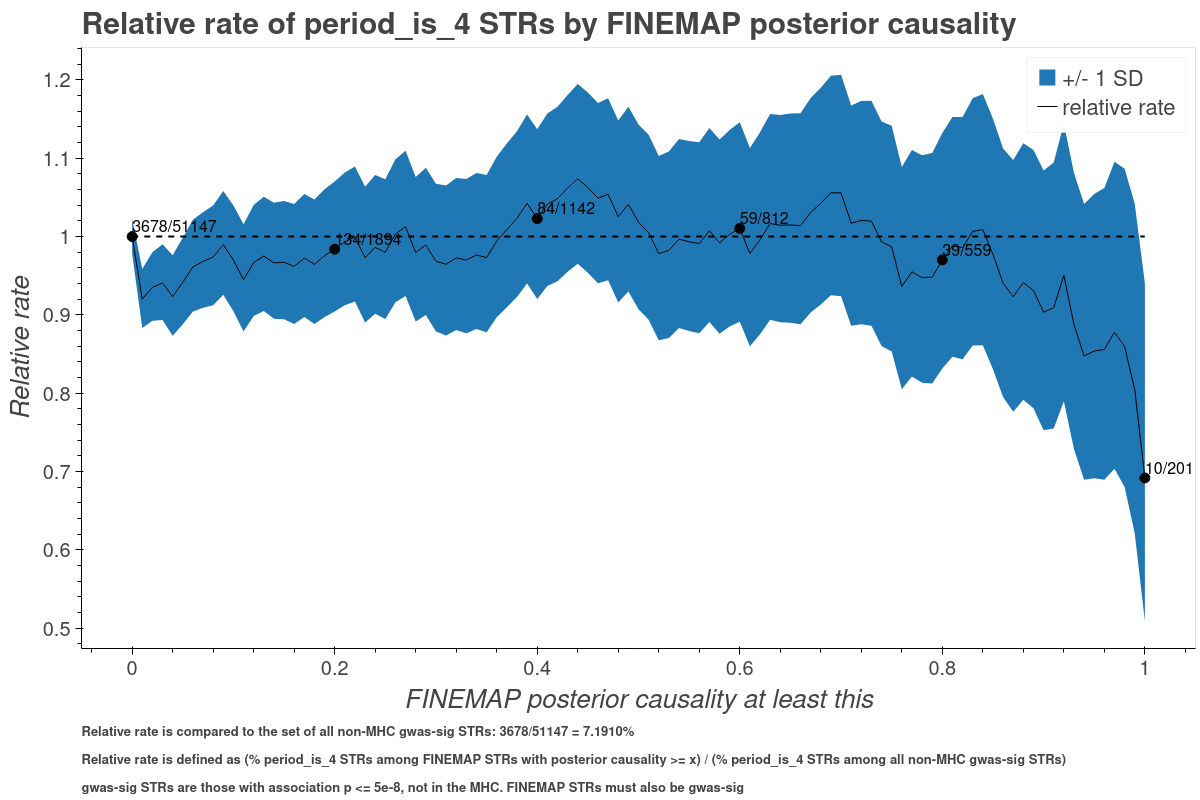 Relative rate of period_is_4 STRs by FINEMAP posterior causality
+/- 1 SD
relative rate
Relative rate
1.2
1.1
1
0.9
0.8
0.7
0.6
0.5
3678/51147
134/1894
84/1142
59/812
39/559
10/201
0
0.2
0.4
0.6
0.8
1
FINEMAP posterior causality at least this
Relative rate is compared to the set of all non-MHC gwas-sig STRs: 3678/51147 = 7.1910%
Relative rate is defined as (% period_is_4 STRs among FINEMAP STRs with posterior causality >= x) / (% period_is_4 STRs among all non-MHC gwas-sig STRs)
gwas-sig STRs are those with association p <= 5e-8, not in the MHC. FINEMAP STRs must also be gwas-sig